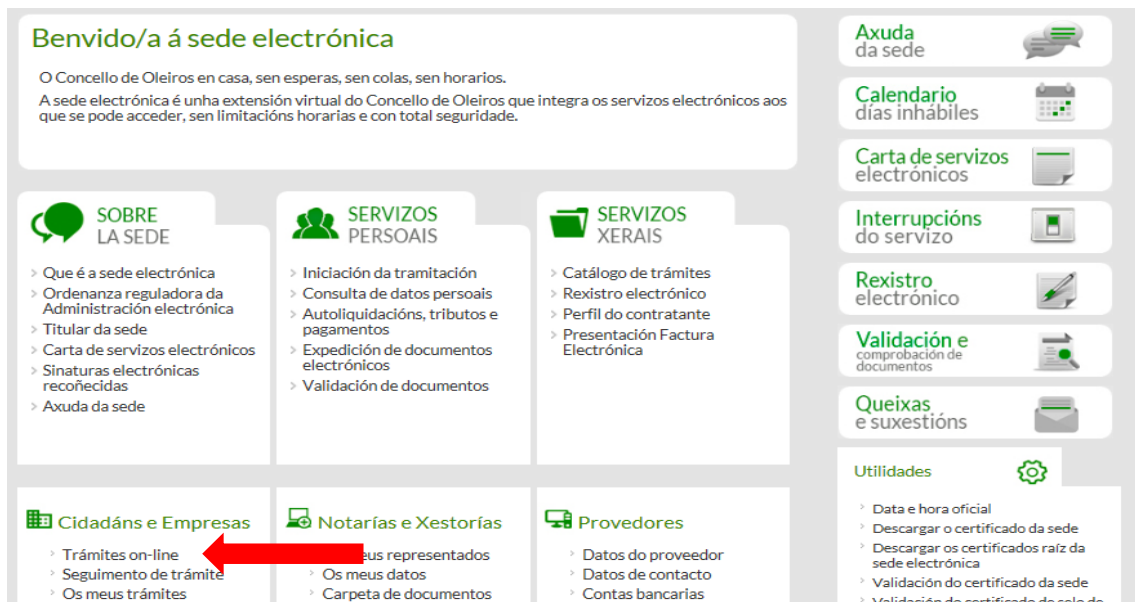 Benvido/a á sede electrónica
O Concello de Oleiros en casa, sen esperas, sen colas, sen horarios.
A sede electrónica é unha extensión virtual do Concello de Oleiros que integra os servizos electrónicos aos
que se pode acceder, sen limitacións horarias e con total seguridade.
SOBRE
LA SEDE
Que é a sede electrónica
Ordenanza reguladora da
Administración electrónica
Titular da sede
Carta de servizos electrónicos
Sinaturas electrónicas
recoñecidas
Axuda da sede
SERVIZOS
PERSOAIS
Iniciación da tramitación
Consulta de datos persoais
Autoliquidacións, tributos e
pagamentos
Expedición de documentos
electrónicos
Validación de documentos
SERVIZOS
XERAIS
Catálogo de trámites
Rexistro electrónico
Perfil do contratante
Presentación Factura
Electrónica
Cidadáns e Empresas
Trámites on-line
Seguimento de trámite
Os meus trámites
Notarías e Xestorías
representados
Os meus datos
Carpeta de documentos
Provedores
Datos do proveedor
Datos de contacto
Contas bancarias
Axuda
da sede
Calendario
días inhábiles
Carta de servizos
electrónicos
Interrupcións
do servizo
Rexistro
electrónico
Validación e
comprobación de
documentos
Queixas
e suxestións
Utilidades
Data e hora oficial
Descargar o certificado da sede
Descargar os certificados raíz da
sede electrónica
Validación do certificado da sede
Validación do certificado de selo de